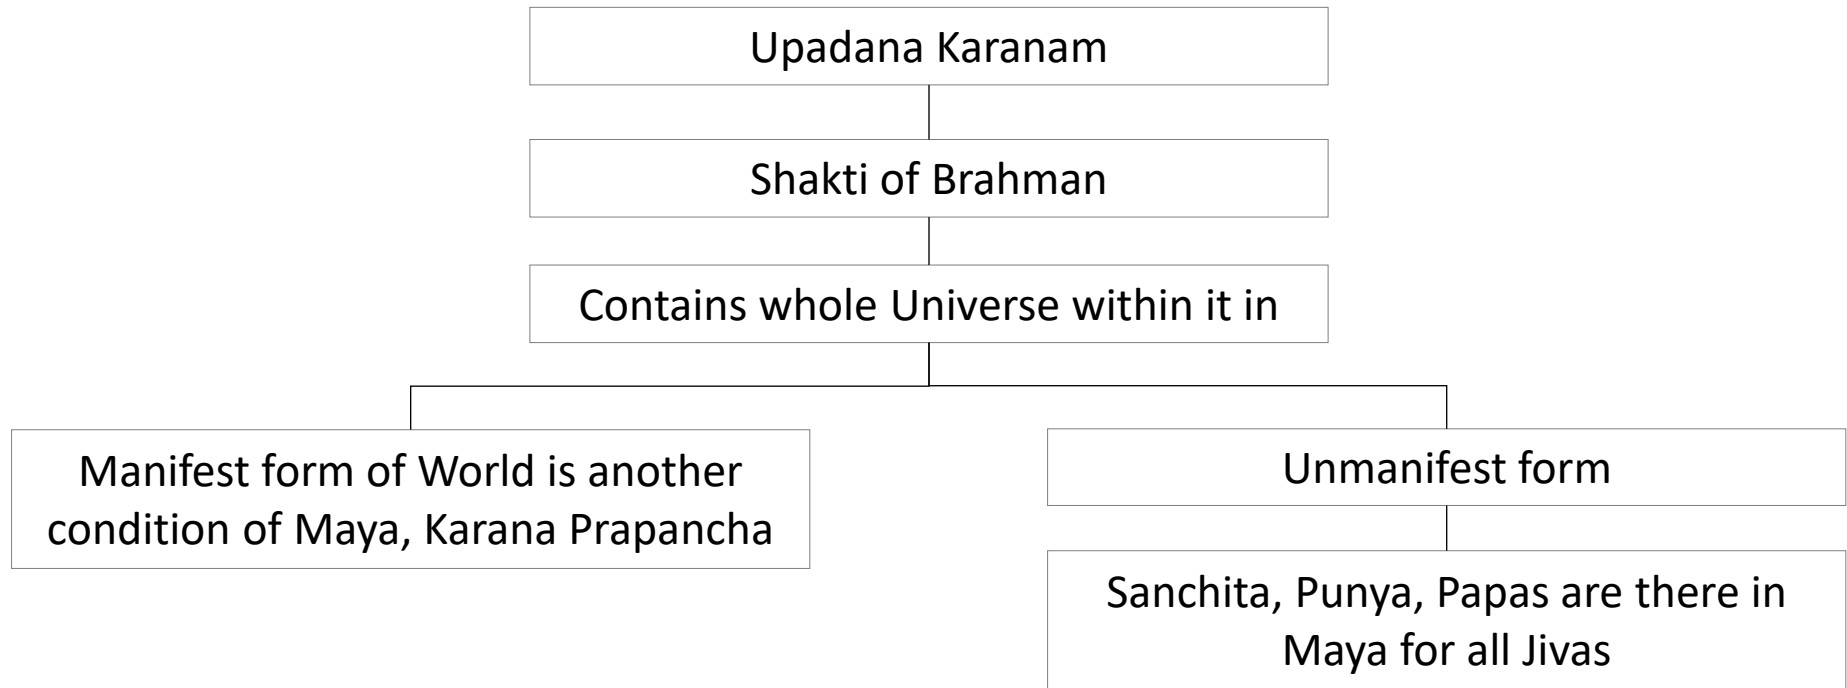 Upadana Karanam
Shakti of Brahman
Contains whole Universe within it in
Manifest form of World is another
condition of Maya, Karana Prapancha
Unmanifest form
Sanchita, Punya, Papas are there in
Maya for all Jivas